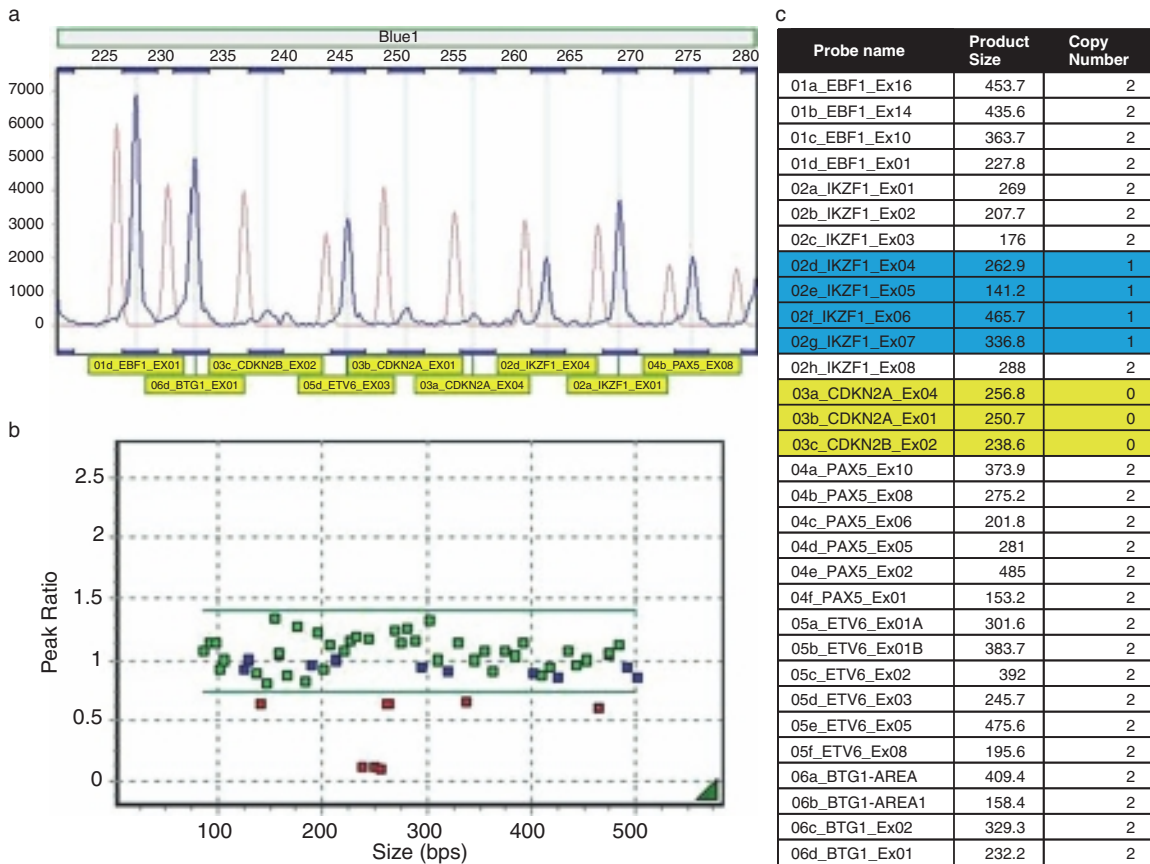 a
Blue1
225 230 235 240 245 250 255 260 265 270 275 280
7000
6000
5000
4000
3000
2000
1000
0
01d_EBF1_EX01 03c_CDKN2B_EX02 03b_CDKN2A_EX01 02d_IKZF1_EX04 04b_PAX5_EX08
06d_BTG1_EX01 05d_ETV6_EX03 03a_CDKN2A_EX04 02a_IKZF1_EX01
b
Peak Ratio
2.5
2
1.5
1
0.5
0
100 200 300 400 500
Size (bps)
c
Probe name Product Size Copy Number
01a_EBF1_Ex16 453.7 2
01b_EBF1_Ex14 435.6 2
01c_EBF1_Ex10 363.7 2
01d_EBF1_Ex01 227.8 2
02a_IKZF1_Ex01 269 2
02b_IKZF1_Ex02 207.7 2
02c_IKZF1_Ex03 176 2
02d_IKZF1_Ex04 262.9 1
02e_IKZF1_Ex05 141.2 1
02f_IKZF1_Ex06 465.7 1
02g_IKZF1_Ex07 336.8 1
02h_IKZF1_Ex08 288 2
03a_CDKN2A_Ex04 256.8 0
03b_CDKN2A_Ex01 250.7 0
03c_CDKN2B_Ex02 238.6 0
04a_PAX5_Ex10 373.9 2
04b_PAX5_Ex08 275.2 2
04c_PAX5_Ex06 201.8 2
04d_PAX5_Ex05 281 2
04e_PAX5_Ex02 485 2
04f_PAX5_Ex01 153.2 2
05a_ETV6_Ex01A 301.6 2
05b_ETV6_Ex01B 383.7 2
05c_ETV6_Ex02 392 2
05d_ETV6_Ex03 245.7 2
05e_ETV6_Ex05 475.6 2
05f_ETV6_Ex08 195.6 2
06a_BTG1-AREA 409.4 2
06b_BTG1-AREA1 158.4 2
06c_BTG1_Ex02 329.3 2
06d_BTG1_Ex01 232.2 2